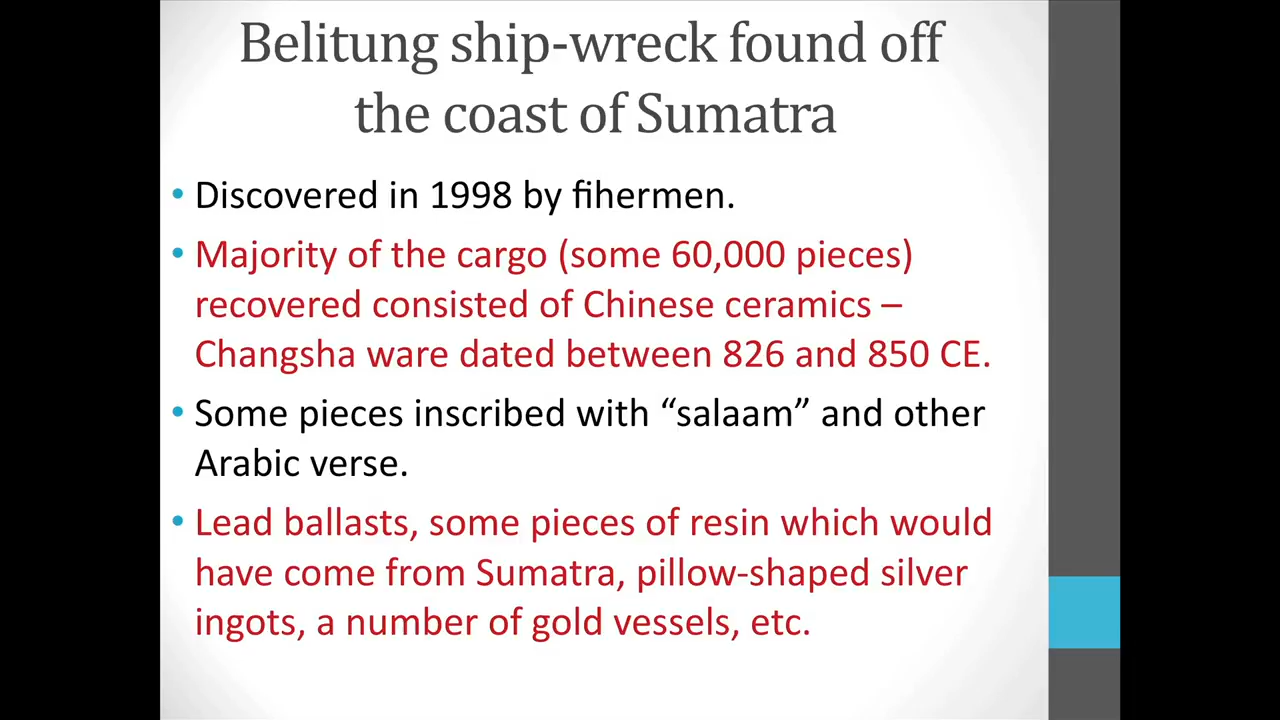 Belitung ship-wreck found off
the coast of Sumatra
• Discovered in 1998 by fihermen.
• Majority of the cargo (some 60,000 pieces)
recovered consisted of Chinese ceramics –
Changsha ware dated between 826 and 850 CE.
• Some pieces inscribed with “salaam” and other
Arabic verse.
• Lead ballasts, some pieces of resin which would
have come from Sumatra, pillow-shaped silver
ingots, a number of gold vessels, etc.